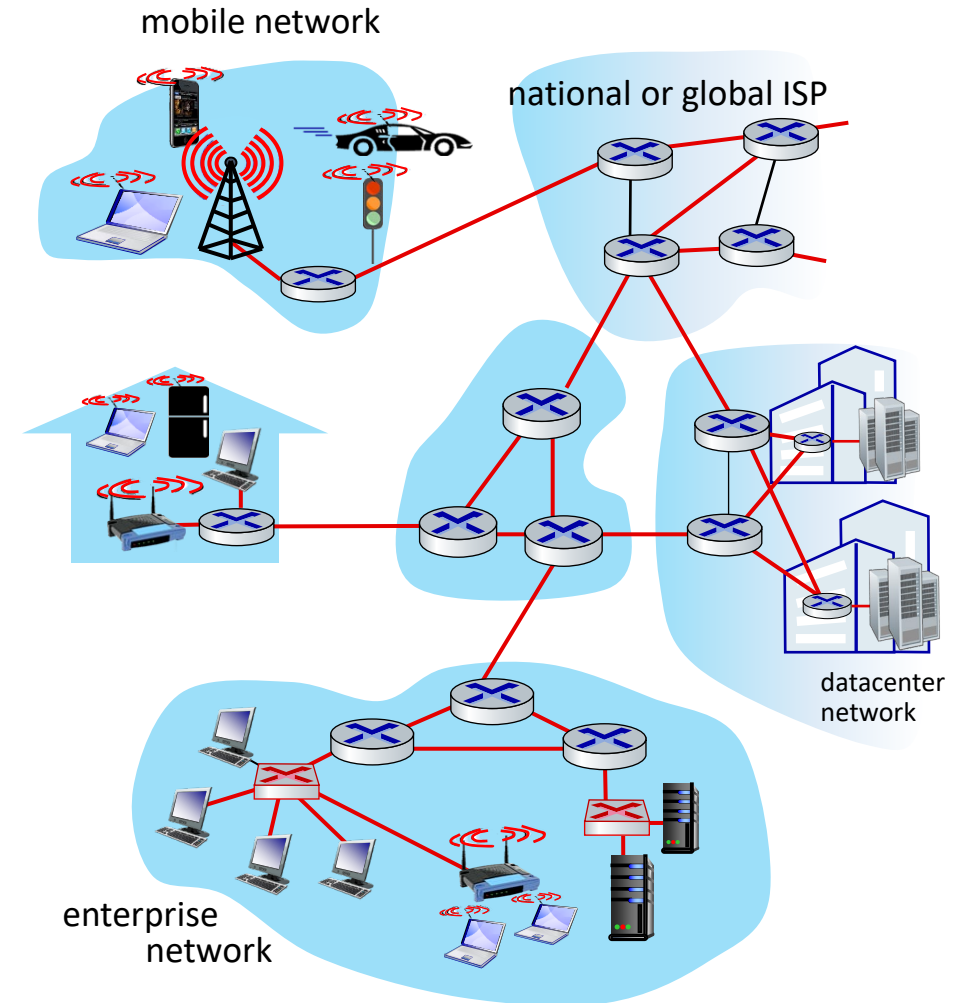 mobile network
national or global ISP
datacenter
network
enterprise
network